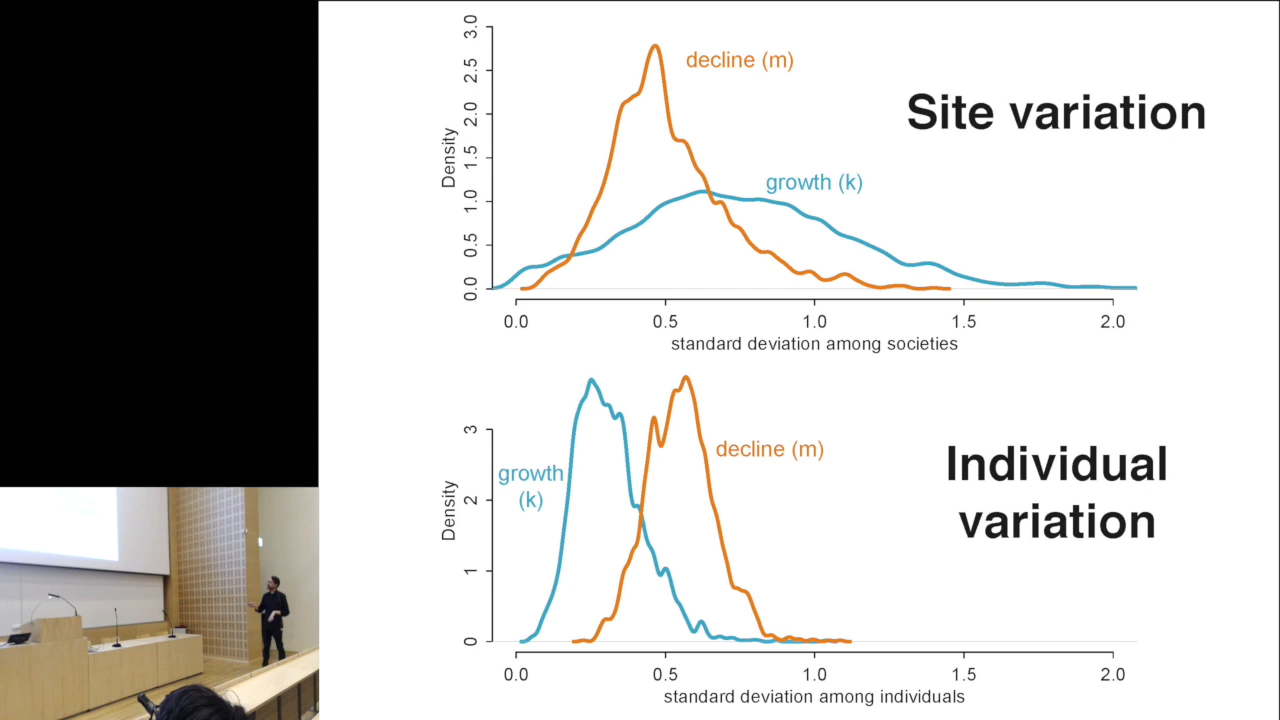 Site variation
decline (m)
growth (k)
Density
0.0 0.5 1.0 1.5 2.0 2.5 3.0
0.0 0.5 1.0 1.5 2.0
standard deviation among societies
Individual
variation
growth
(k)
decline (m)
Density
0 1 2 3
0.0 0.5 1.0 1.5 2.0
standard deviation among individuals